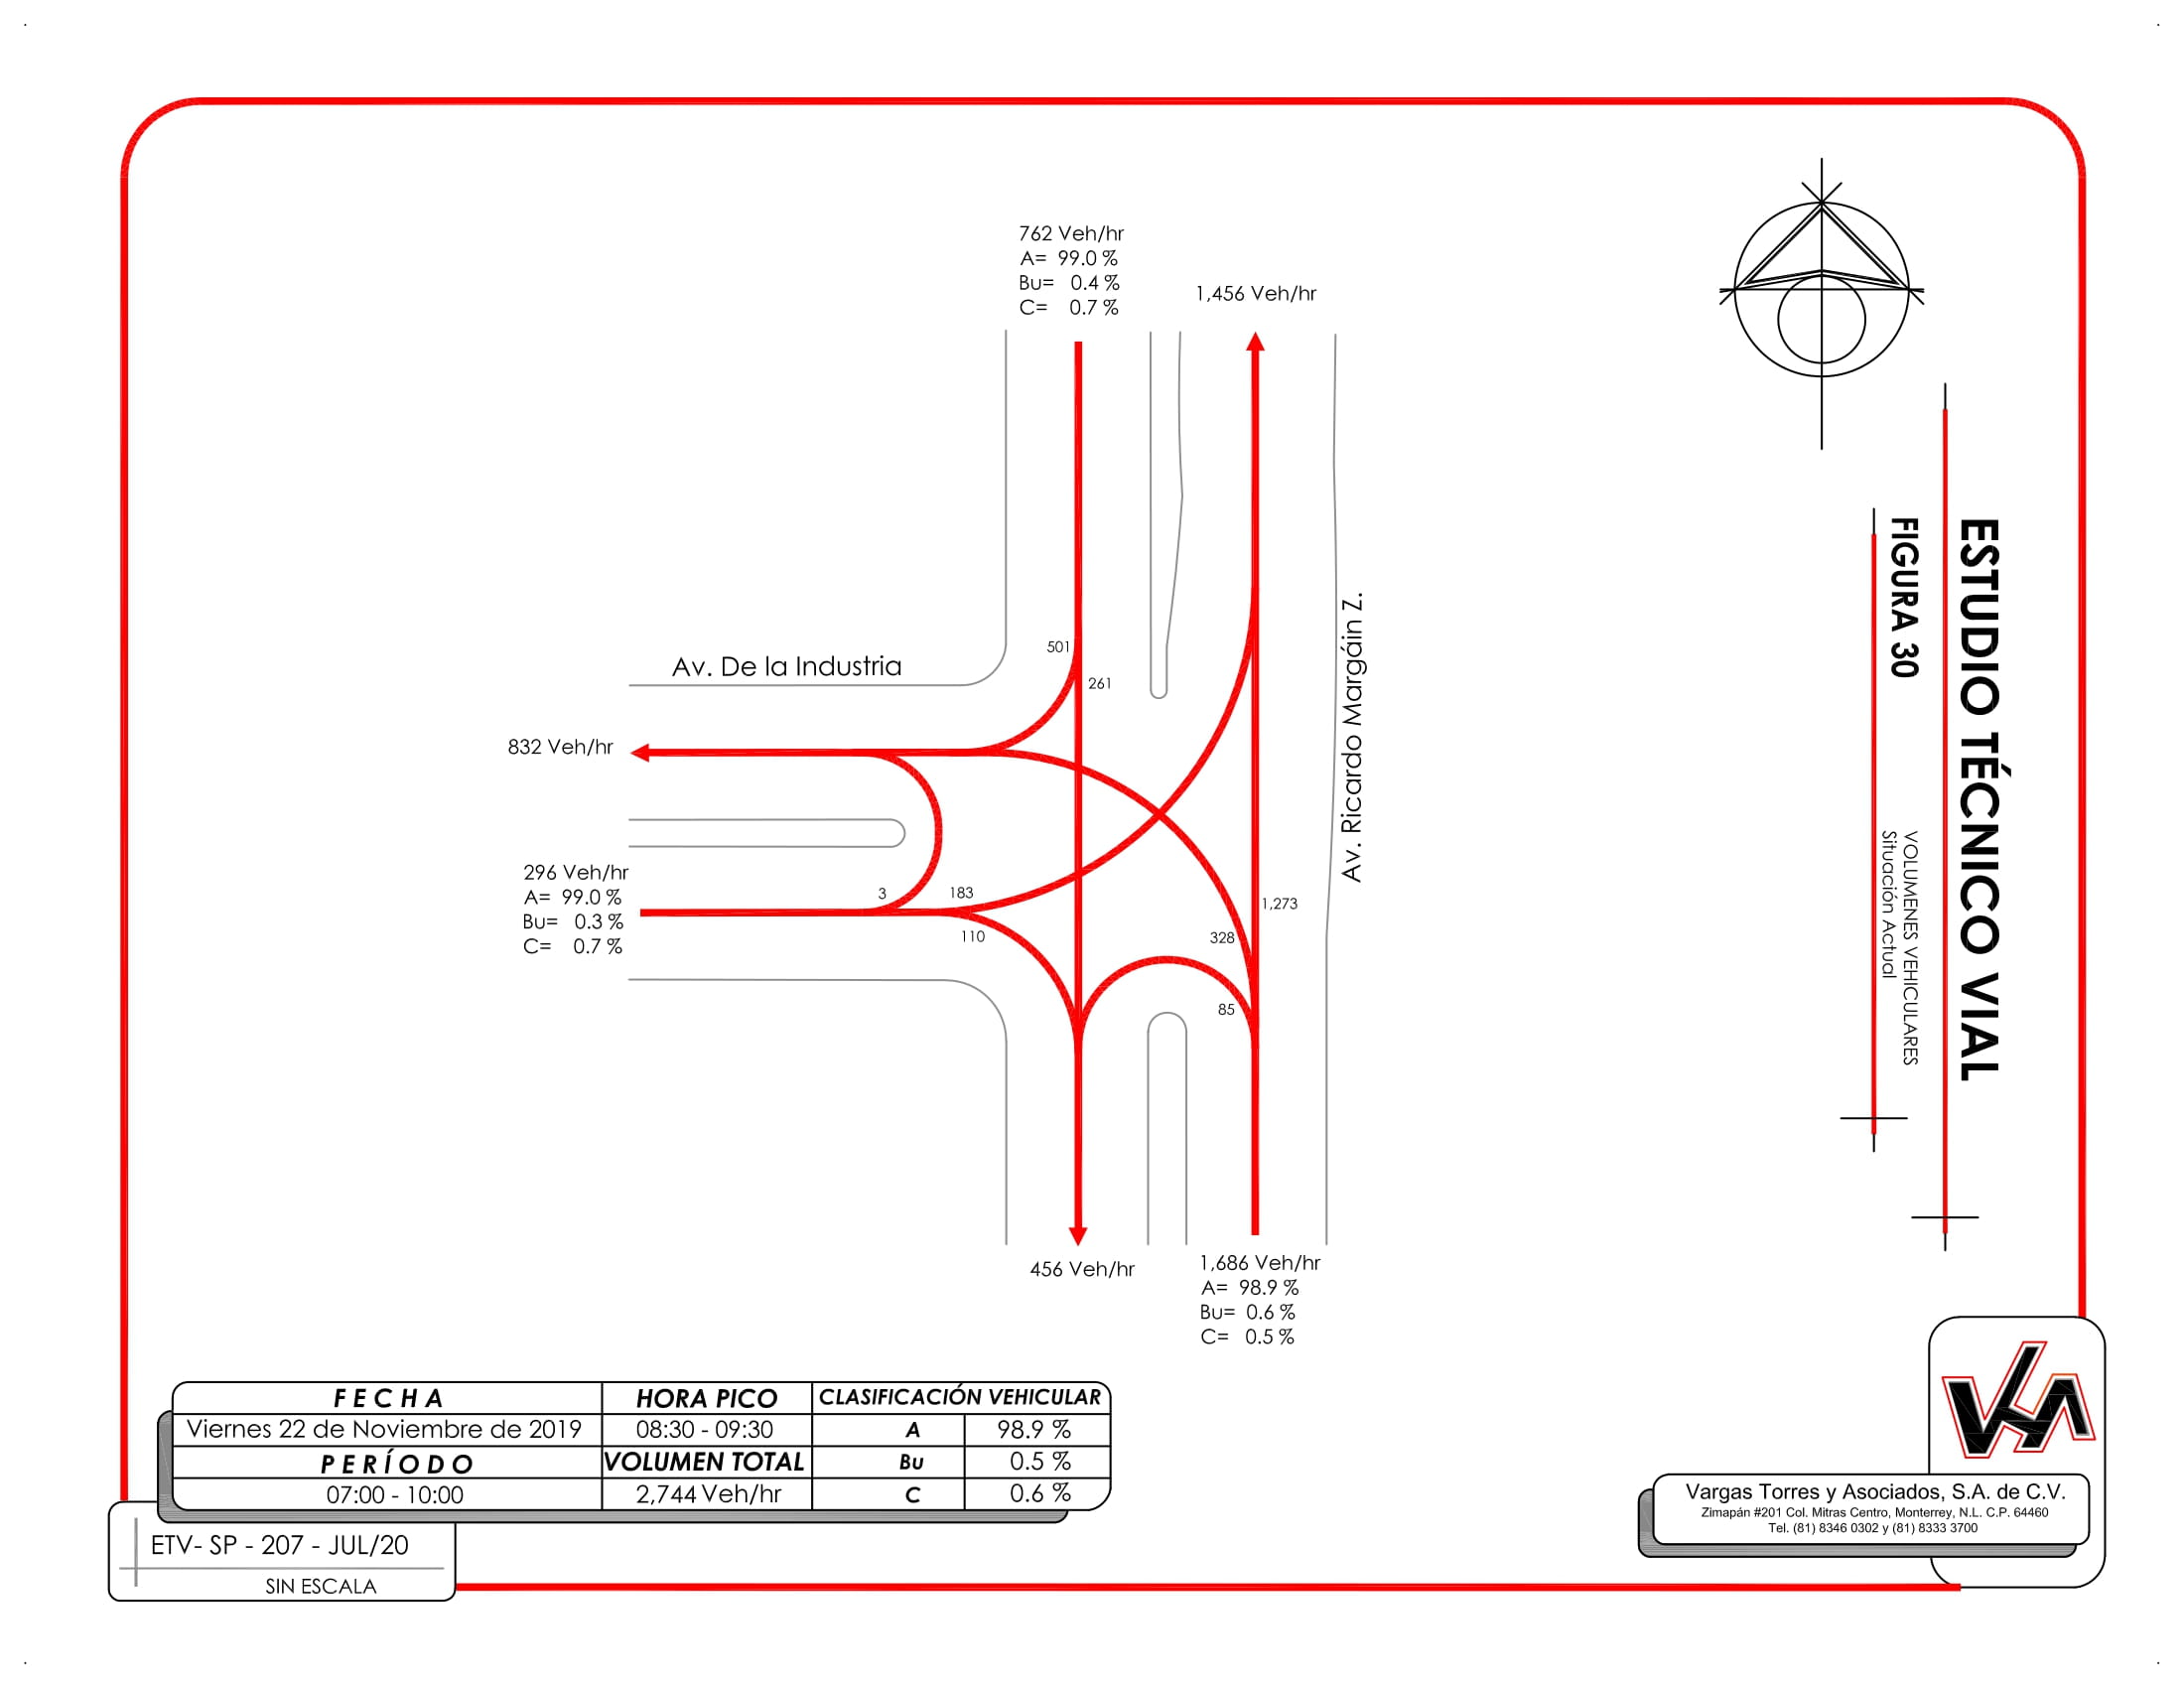 762 Veh/hr
A= 99.0 %
Bu= 0.4 %
C= 0.7 %
1,456 Veh/hr
501
261
Av. De la Industria
832 Veh/hr
Av. Ricardo Margáin Z.
296 Veh/hr
A= 99.0 %
Bu= 0.3 %
C= 0.7 %
3
183
110
1,273
328
85
456 Veh/hr
1,686 Veh/hr
A= 98.9 %
Bu= 0.6 %
C= 0.5 %
ESTUDIO TÉCNICO VIAL
FIGURA 30
VOLUMENES VEHICULARES
Situación Actual
FECHA HORA PICO CLASIFICACIÓN VEHICULAR
Viernes 22 de Noviembre de 2019 08:30 - 09:30 A 98.9 %
PERÍODO VOLUMEN TOTAL Bu 0.5 %
07:00 - 10:00 2,744 Veh/hr C 0.6 %
ETV- SP - 207 - JUL/20
SIN ESCALA
VTA
Vargas Torres y Asociados, S.A. de C.V.
Zimapán #201 Col. Mitras Centro, Monterrey, N.L. C.P. 64460
Tel. (81) 8346 0302 y (81) 8333 3700